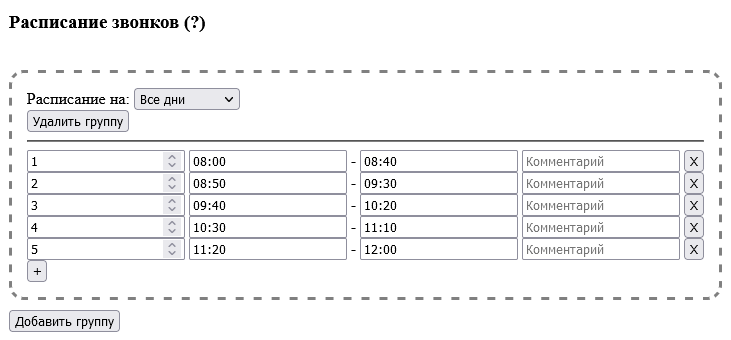 Расписание звонков (?)
Расписание на: Все дни
Удалить группу
1 08:00 - 08:40 Комментарий X
2 08:50 - 09:30 Комментарий X
3 09:40 - 10:20 Комментарий X
4 10:30 - 11:10 Комментарий X
5 11:20 - 12:00 Комментарий X
+
Добавить группу